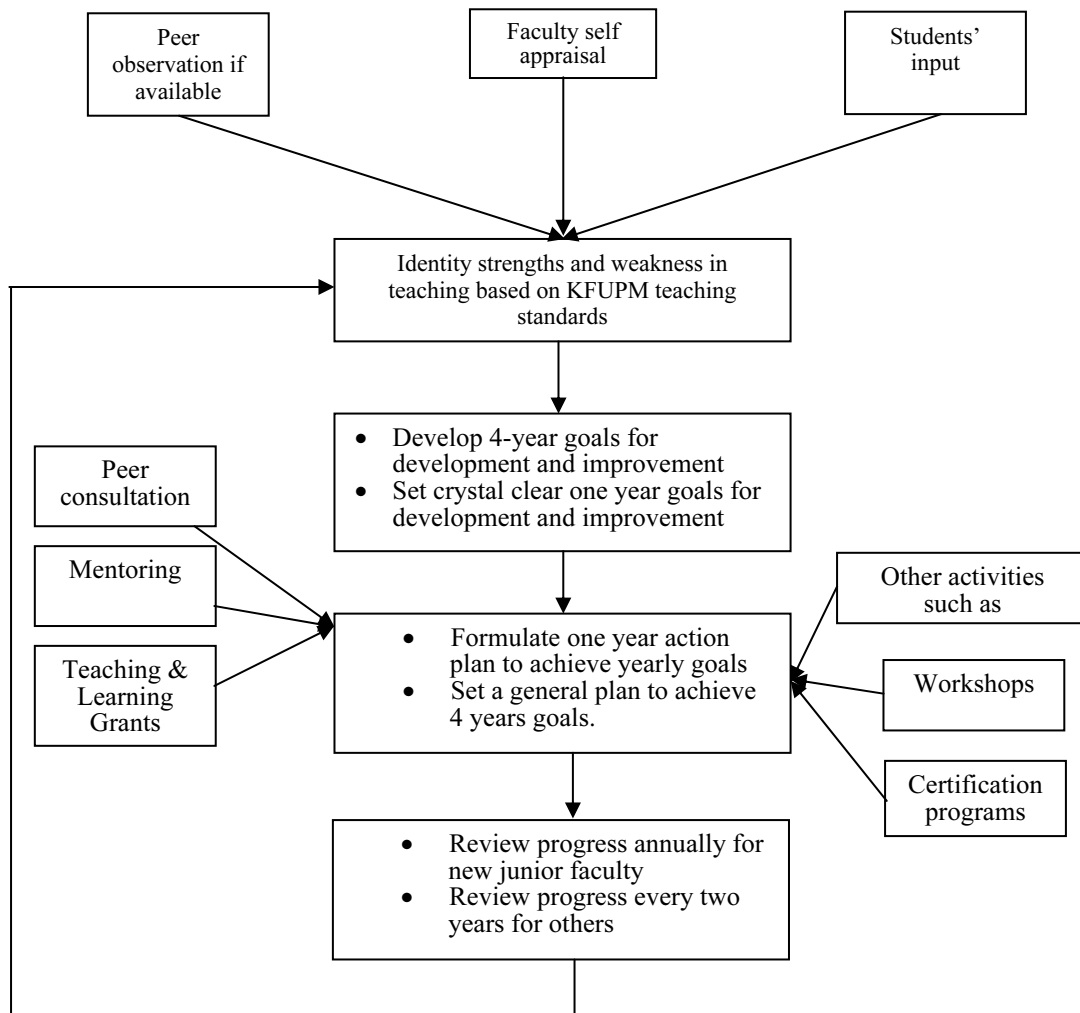 Peer
observation if
available
Faculty self
appraisal
Students’
input
Identity strengths and weakness in
teaching based on KFUPM teaching
standards
• Develop 4-year goals for
development and improvement
• Set crystal clear one year goals for
development and improvement
Peer
consultation
Mentoring
Teaching &
Learning
Grants
• Formulate one year action
plan to achieve yearly goals
• Set a general plan to achieve
4 years goals.
Other activities
such as
Workshops
Certification
programs
• Review progress annually for
new junior faculty
• Review progress every two
years for others